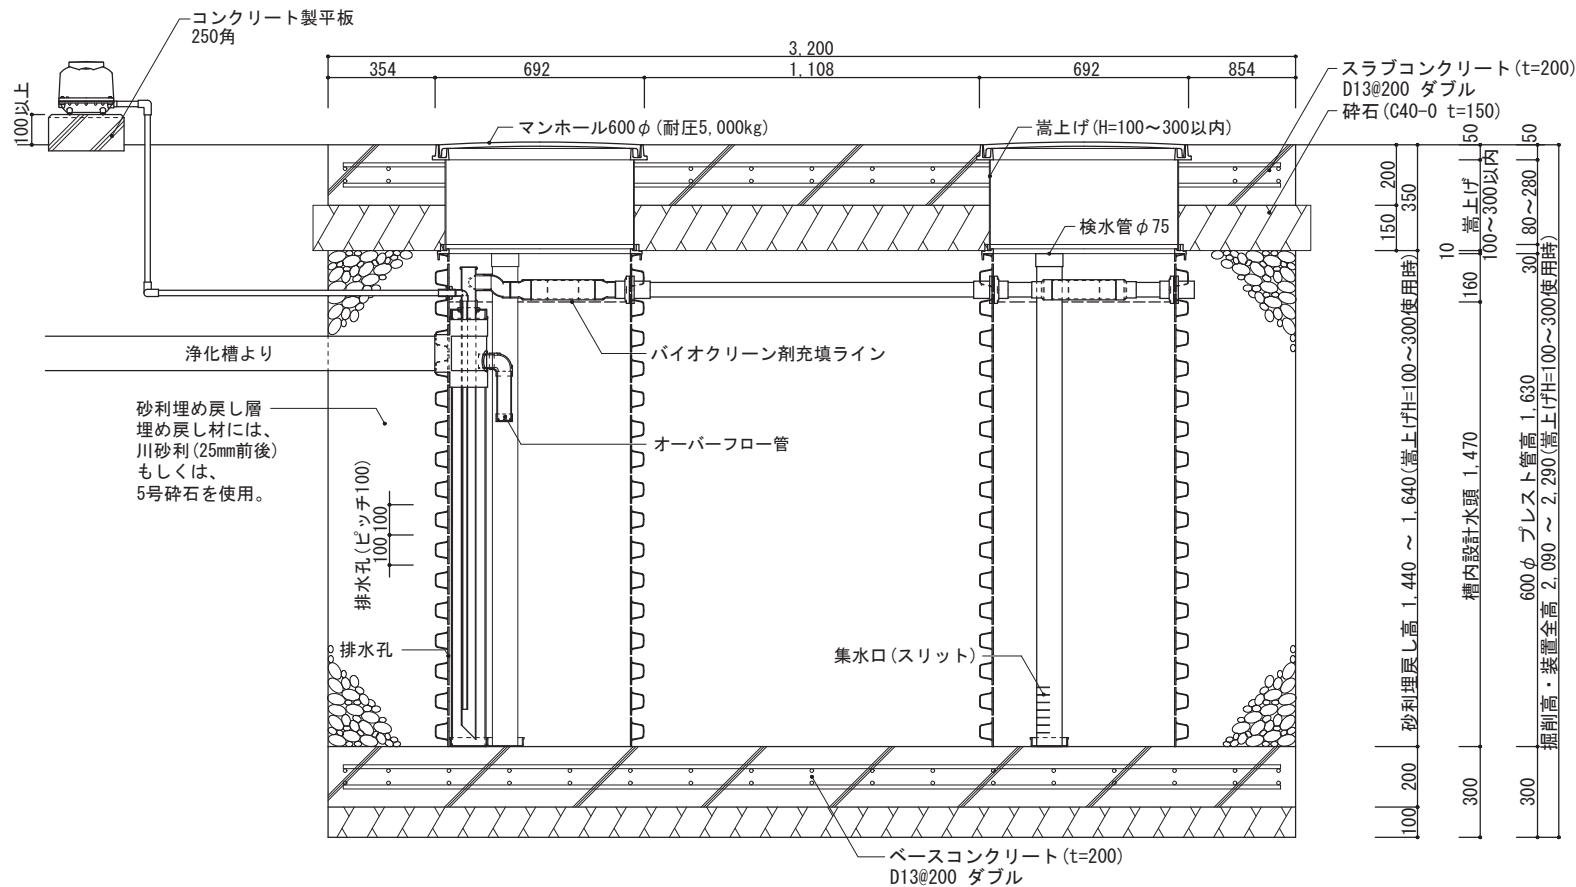 コンクリート製平板
250角
3,200
354
692
1,108
692
854
スラブコンクリート(t=200)
D13@200 ダブル
砕石(C40-0 t=150)
100以上
マンホール600φ(耐圧5,000kg)
嵩上げ(H=100～300以内)
検水管φ75
200
150
350
50
嵩上げ
100～300以内
10
160
50
80～280
30
浄化槽より
バイオクリーン剤充填ライン
オーバーフロー管
砂利埋め戻し層
埋め戻し材には、
川砂利(25mm前後)
もしくは、
5号砕石を使用。
排水孔(ピッチ100)
100
100
排水孔
集水口(スリット)
砂利埋戻し高 1,440 ～ 1,640(嵩上げH=100～300使用時)
槽内設計水頭 1,470
600φ プレスト管高 1,630
掘削高・装置全高 2,090 ～ 2,290(嵩上げH=100～300使用時)
200
100
300
300
ベースコンクリート(t=200)
D13@200 ダブル